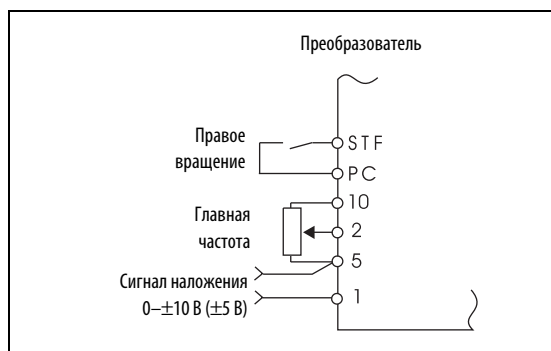 Преобразователь
Правое
вращение
STF
PC
10
Главная
частота
2
5
Сигнал наложения
0–±10 В (±5 В)
1